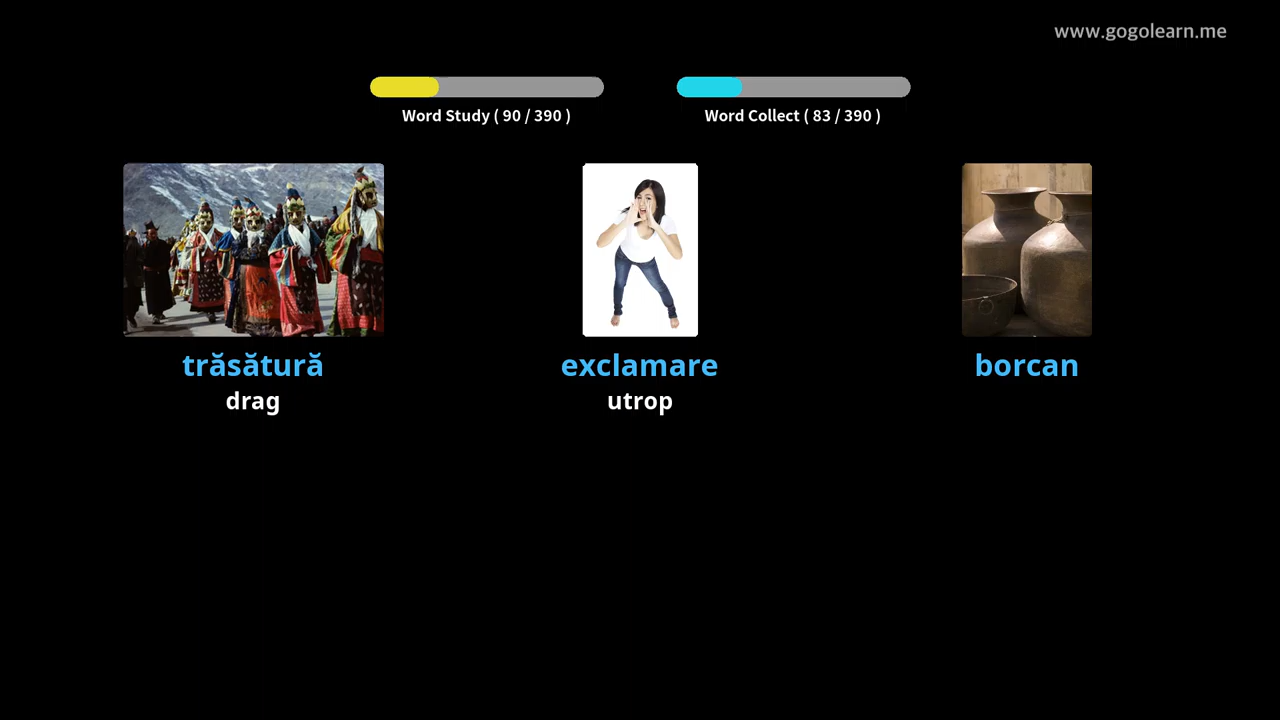 www.gogolearn.me
Word Study ( 90 / 390 )
Word Collect ( 83 / 390 )
trăsătură
drag
exclamare
utrop
borcan